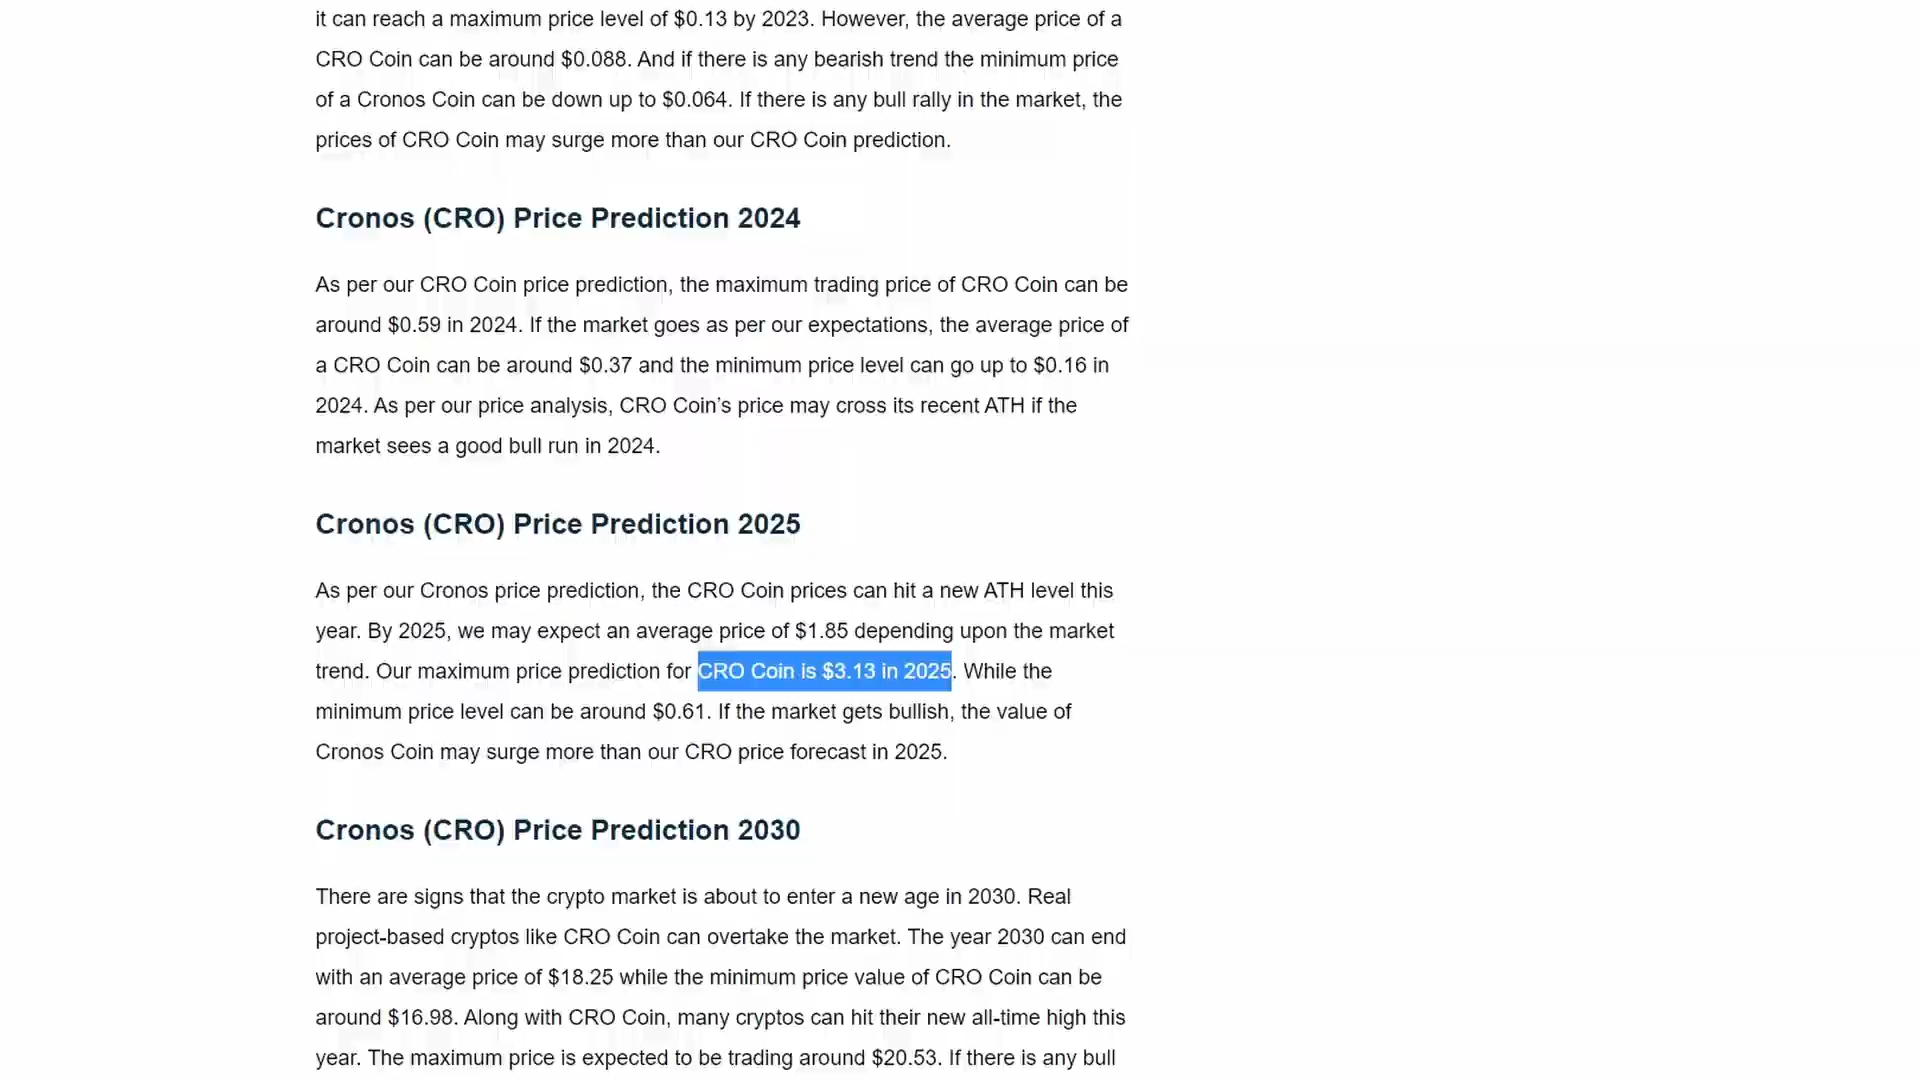 it can reach a maximum price level of $0.13 by 2023. However, the average price of a
CRO Coin can be around $0.088. And if there is any bearish trend the minimum price
of a Cronos Coin can be down up to $0.064. If there is any bull rally in the market, the
prices of CRO Coin may surge more than our CRO Coin prediction.
Cronos (CRO) Price Prediction 2024
As per our CRO Coin price prediction, the maximum trading price of CRO Coin can be
around $0.59 in 2024. If the market goes as per our expectations, the average price of
a CRO Coin can be around $0.37 and the minimum price level can go up to $0.16 in
2024. As per our price analysis, CRO Coin’s price may cross its recent ATH if the
market sees a good bull run in 2024.
Cronos (CRO) Price Prediction 2025
As per our Cronos price prediction, the CRO Coin prices can hit a new ATH level this
year. By 2025, we may expect an average price of $1.85 depending upon the market
trend. Our maximum price prediction for CRO Coin is $3.13 in 2025. While the
minimum price level can be around $0.61. If the market gets bullish, the value of
Cronos Coin may surge more than our CRO price forecast in 2025.
Cronos (CRO) Price Prediction 2030
There are signs that the crypto market is about to enter a new age in 2030. Real
project-based cryptos like CRO Coin can overtake the market. The year 2030 can end
with an average price of $18.25 while the minimum price value of CRO Coin can be
around $16.98. Along with CRO Coin, many cryptos can hit their new all-time high this
year. The maximum price is expected to be trading around $20.53. If there is any bull